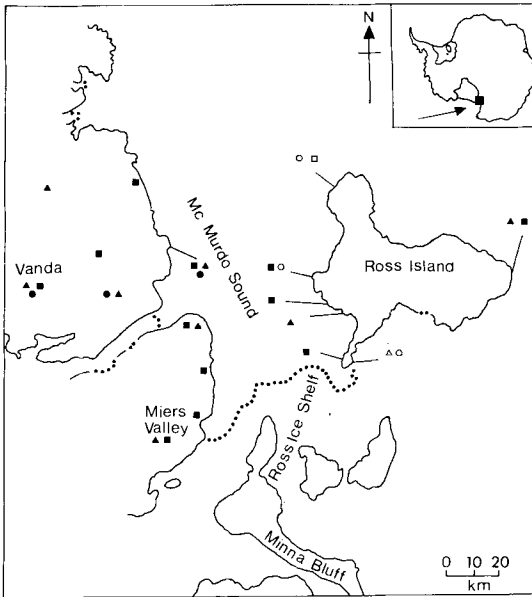 N
Mc Murdo Sound
Ross Island
Vanda
Miers
Valley
Ross Ice Shelf
Minna Bluff
0 10 20
km